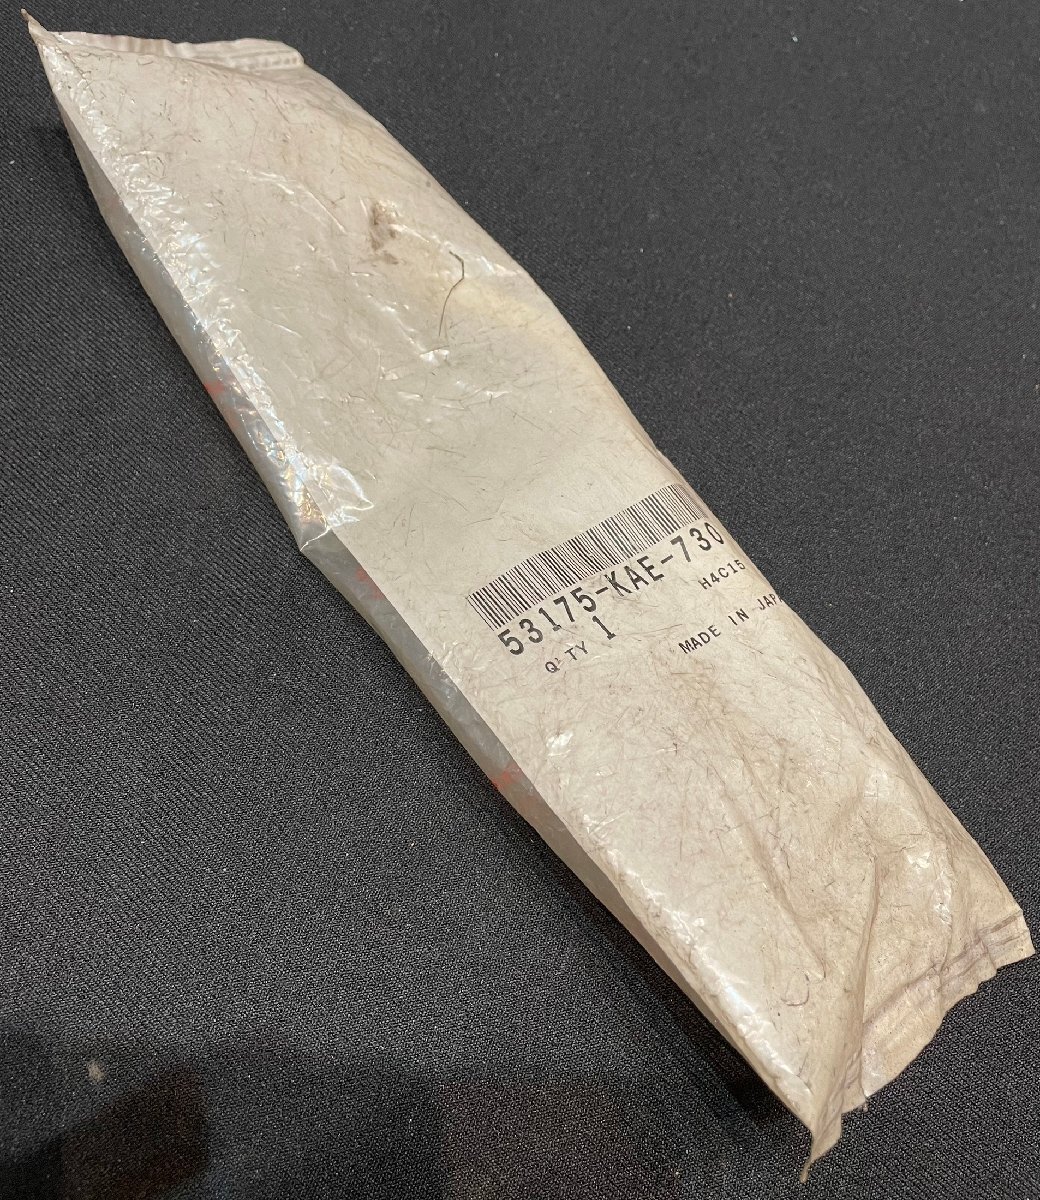 53175-KAE-730
H4C15
Q'TY 1
MADE IN JAPA